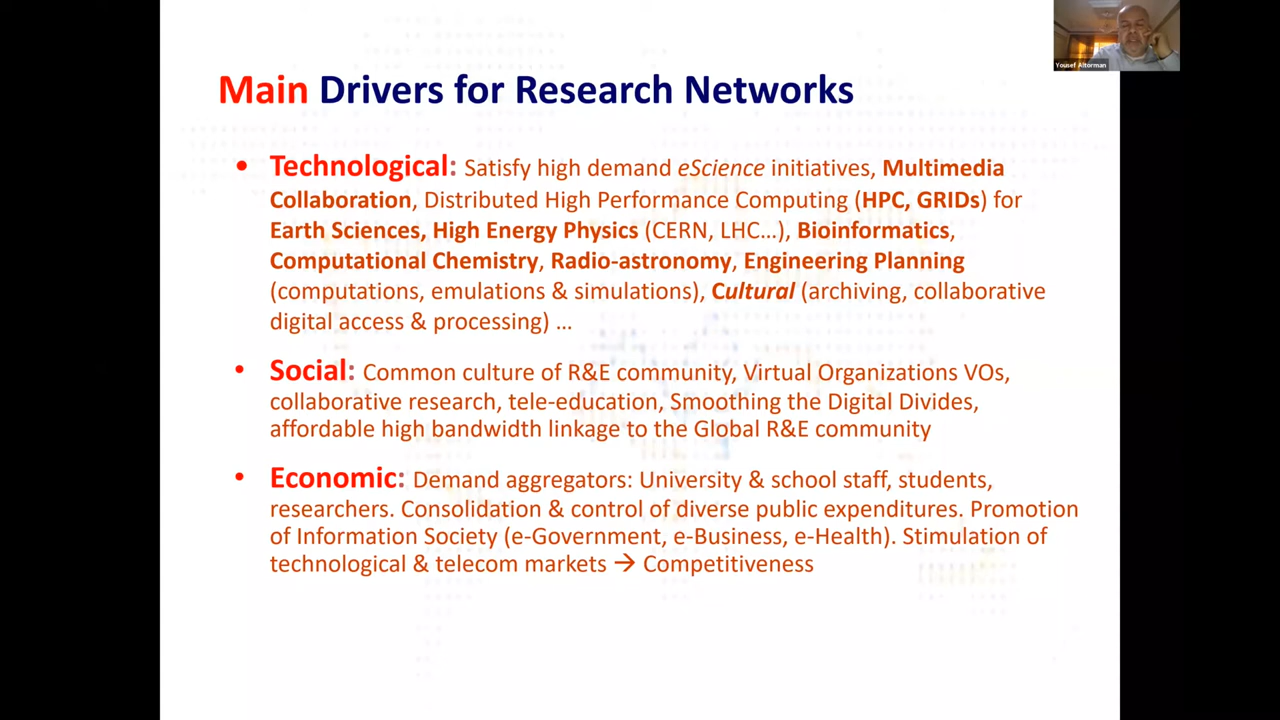 Yousef Altorman
Main Drivers for Research Networks
• Technological: Satisfy high demand eScience initiatives, Multimedia
Collaboration, Distributed High Performance Computing (HPC, GRIDs) for
Earth Sciences, High Energy Physics (CERN, LHC…), Bioinformatics,
Computational Chemistry, Radio-astronomy, Engineering Planning
(computations, emulations & simulations), Cultural (archiving, collaborative
digital access & processing) …
• Social: Common culture of R&E community, Virtual Organizations VOs,
collaborative research, tele-education, Smoothing the Digital Divides,
affordable high bandwidth linkage to the Global R&E community
• Economic: Demand aggregators: University & school staff, students,
researchers. Consolidation & control of diverse public expenditures. Promotion
of Information Society (e-Government, e-Business, e-Health). Stimulation of
technological & telecom markets → Competitiveness